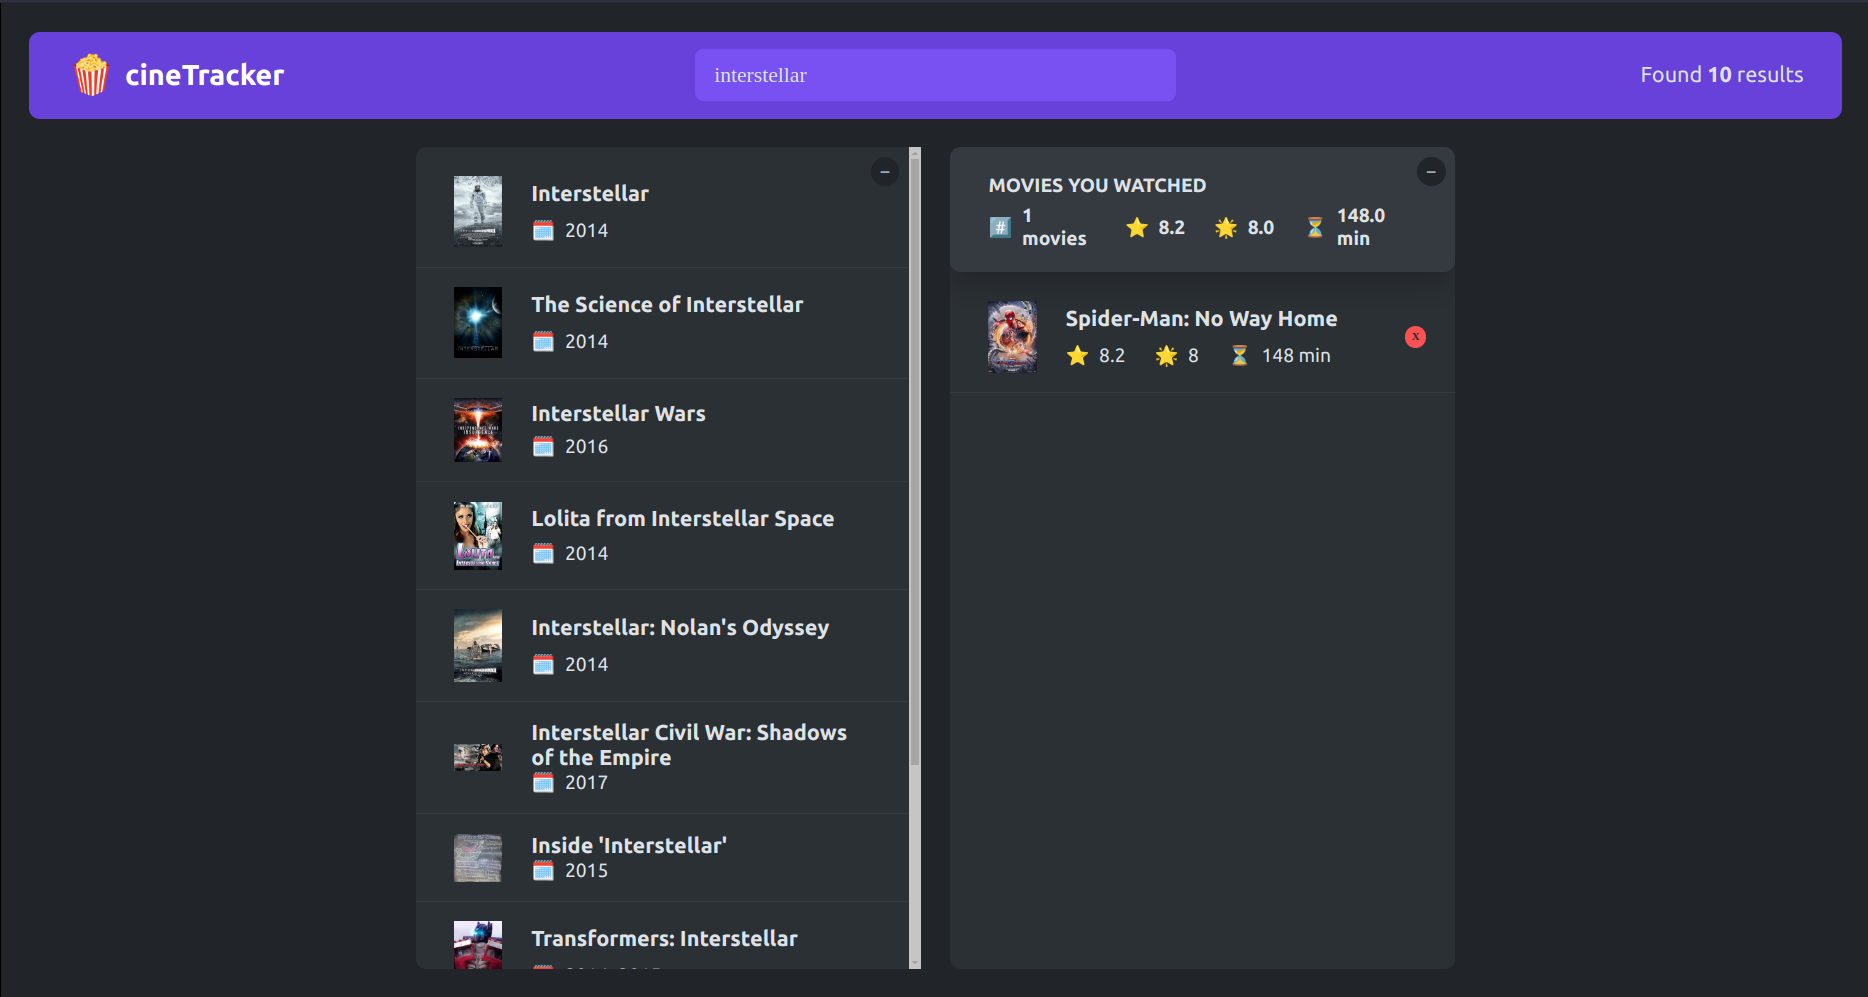 cineTracker
interstellar
Found 10 results
Interstellar
2014
The Science of Interstellar
2014
Interstellar Wars
2016
Lolita from Interstellar Space
2014
Interstellar: Nolan's Odyssey
2014
Interstellar Civil War: Shadows
of the Empire
2017
Inside 'Interstellar'
2015
Transformers: Interstellar
MOVIES YOU WATCHED
#️⃣ 1 movies ⭐ 8.2 🌟 8.0 ⏳ 148.0 min
Spider-Man: No Way Home
⭐ 8.2 🌟 8 ⏳ 148 min
X